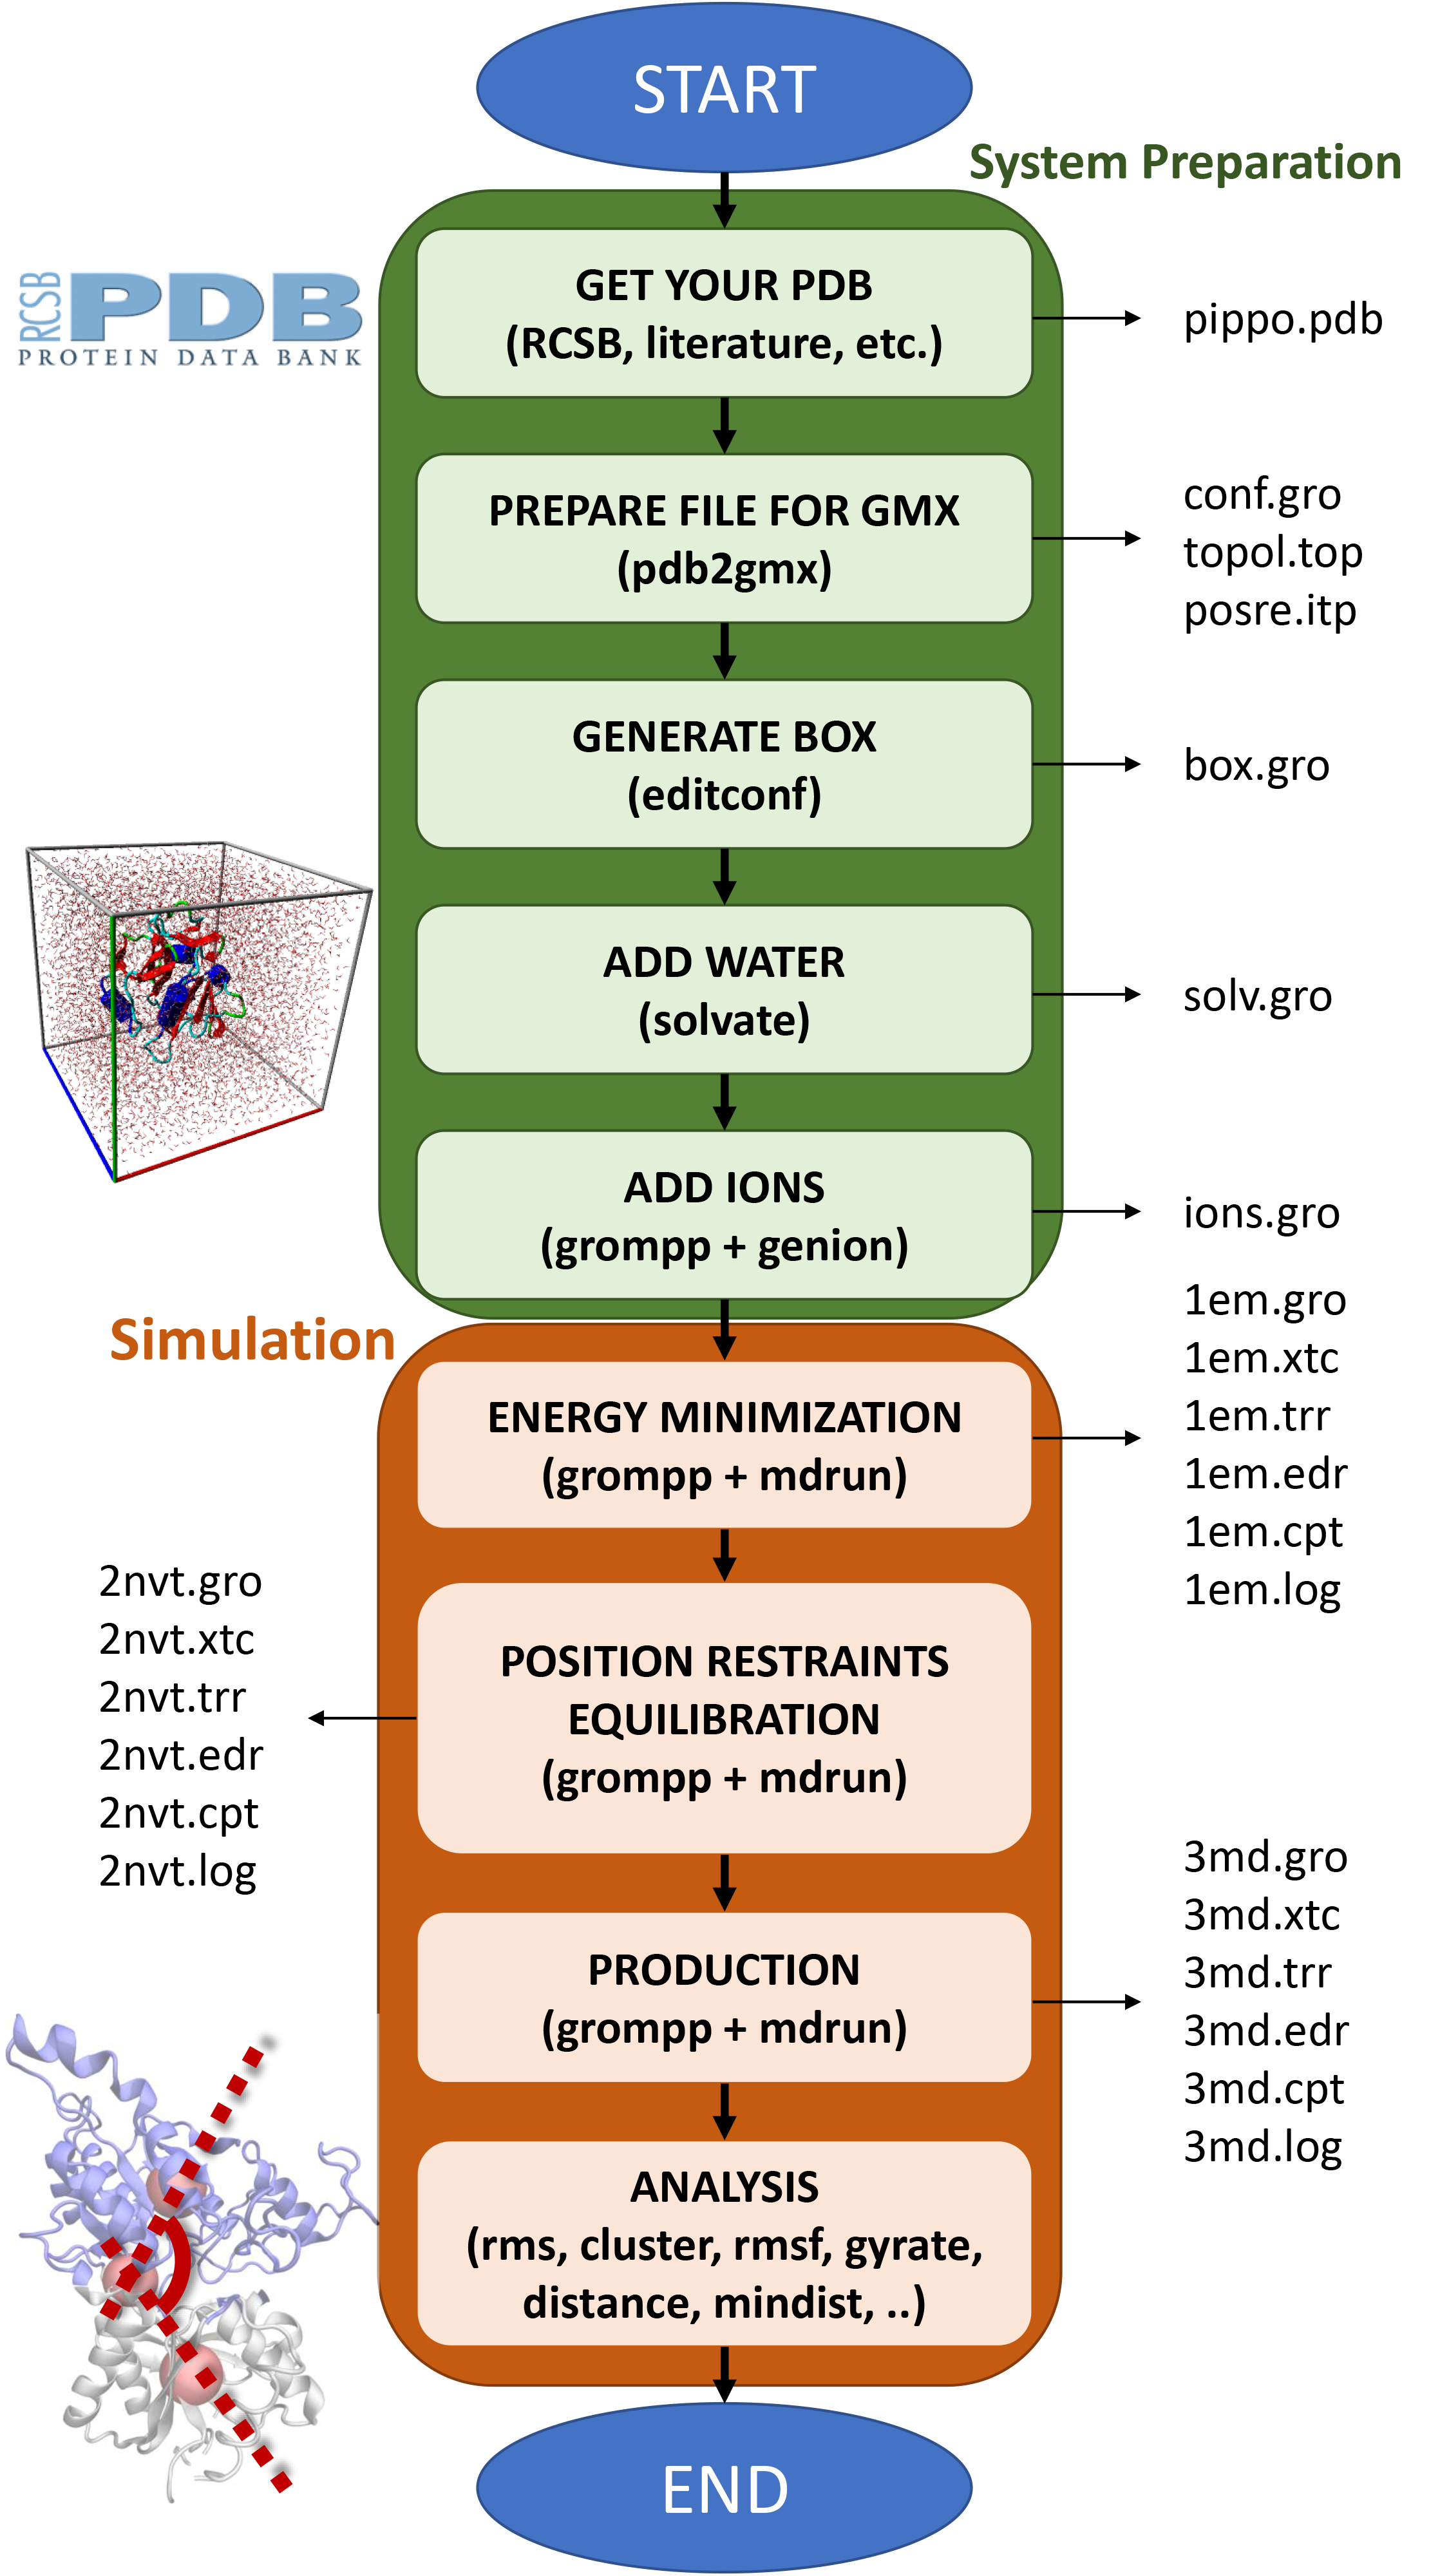 START
System Preparation
RCSB
PDB
PROTEIN DATA BANK
GET YOUR PDB
(RCSB, literature, etc.)
pippo.pdb
PREPARE FILE FOR GMX
(pdb2gmx)
conf.gro
topol.top
posre.itp
GENERATE BOX
(editconf)
box.gro
ADD WATER
(solvate)
solv.gro
ADD IONS
(grompp + genion)
ions.gro
Simulation
ENERGY MINIMIZATION
(grompp + mdrun)
1em.gro
1em.xtc
1em.trr
1em.edr
1em.cpt
1em.log
POSITION RESTRAINTS
EQUILIBRATION
(grompp + mdrun)
2nvt.gro
2nvt.xtc
2nvt.trr
2nvt.edr
2nvt.cpt
2nvt.log
PRODUCTION
(grompp + mdrun)
3md.gro
3md.xtc
3md.trr
3md.edr
3md.cpt
3md.log
ANALYSIS
(rms, cluster, rmsf, gyrate,
distance, mindist, ..)
END